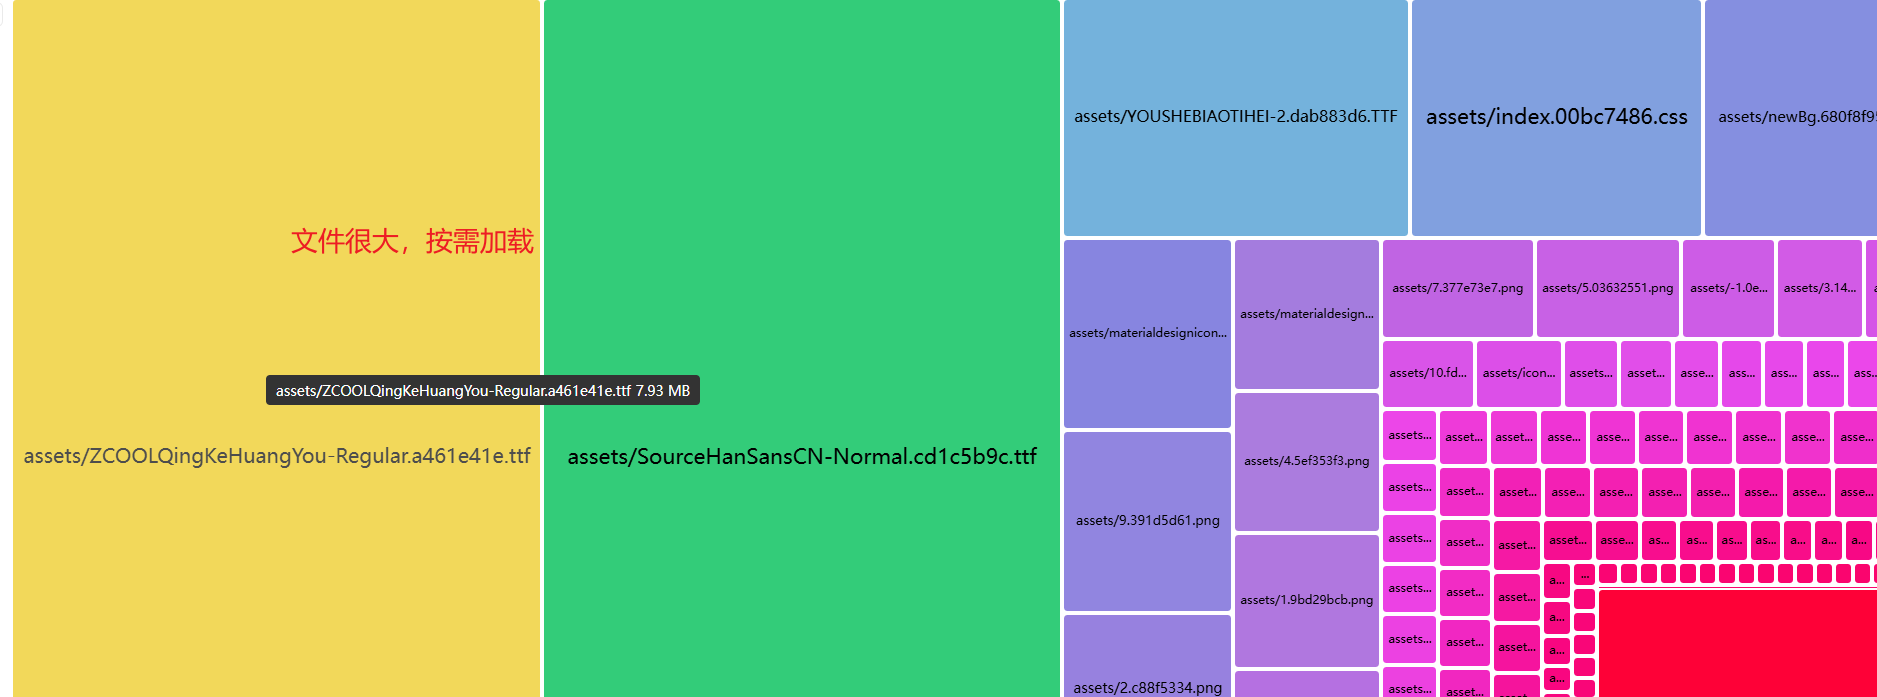 assets/YOUSHEBIAOTIHEI-2.dab883d6.TTF
assets/index.00bc7486.css
assets/newBg.680f8f9
文件很大，按需加载
assets/ZCOOLQingKeHuangYou-Regular.a461e41e.ttf 7.93 MB
assets/ZCOOLQingKeHuangYou-Regular.a461e41e.ttf
assets/SourceHanSansCN-Normal.cd1c5b9c.ttf
assets/materialdesignicon...
assets/materialdesign...
assets/7.377e73e7.png
assets/5.03632551.png
assets/-1.0e...
assets/3.14...
assets/10.fd...
assets/icon...
assets...
asset...
asse...
ass...
ass...
ass...
ass...
assets/4.5ef353f3.png
assets/9.391d5d61.png
assets/1.9bd29bcb.png
assets/2.c88f5334.png
assets...
asset...
asset...
asse...
asse...
asse...
asse...
asse...
asse...
asse...
assets...
asset...
asset...
asse...
asse...
asse...
asse...
asse...
asse...
asse...
assets...
asset...
asset...
asset...
asse...
as...
as...
as...
as...
a...
a...
a...
assets...
asset...
asset...
a...
...
a...
assets...
asset...
asset...
a...
assets...
asset...
a...